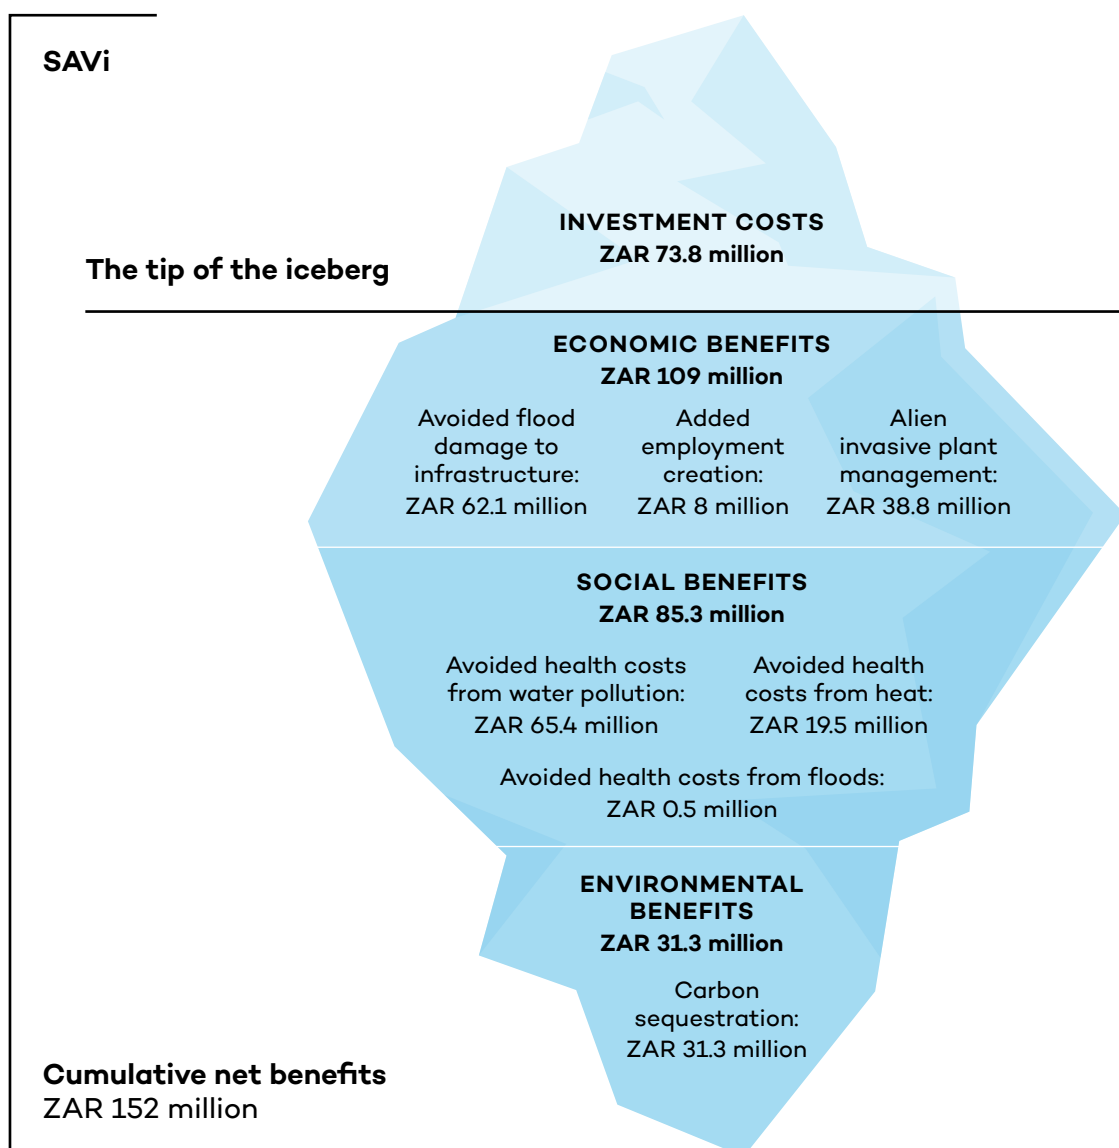 SAVi
INVESTMENT COSTS
ZAR 73.8 million
The tip of the iceberg
ECONOMIC BENEFITS
ZAR 109 million
Avoided flood
damage to
infrastructure:
ZAR 62.1 million
Added
employment
creation:
ZAR 8 million
Alien
invasive plant
management:
ZAR 38.8 million
SOCIAL BENEFITS
ZAR 85.3 million
Avoided health costs
from water pollution:
ZAR 65.4 million
Avoided health
costs from heat:
ZAR 19.5 million
Avoided health costs from floods:
ZAR 0.5 million
ENVIRONMENTAL
BENEFITS
ZAR 31.3 million
Carbon
sequestration:
ZAR 31.3 million
Cumulative net benefits
ZAR 152 million